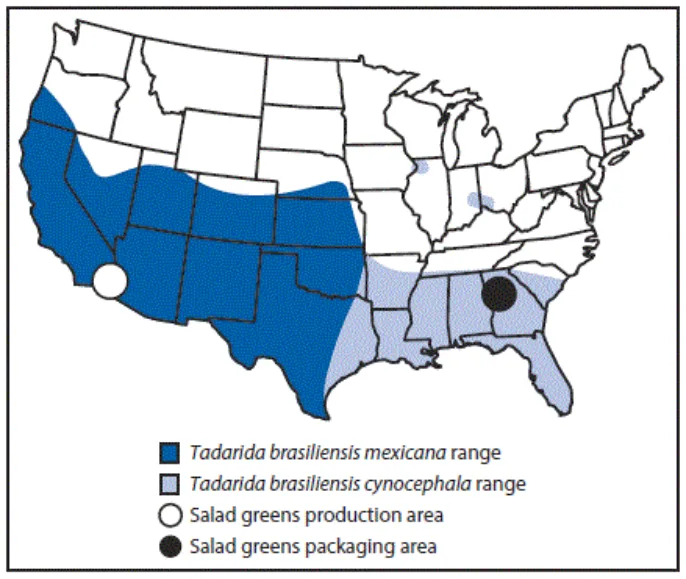 Tadarida brasiliensis mexicana range
Tadarida brasiliensis cynocephala range
Salad greens production area
Salad greens packaging area